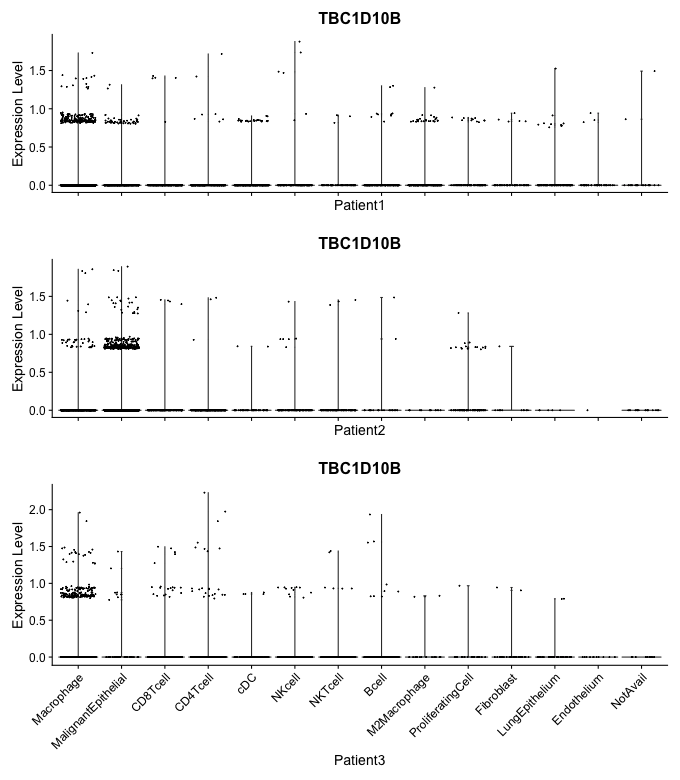 TBC1D10B
Expression Level
1.5
1.0
0.5
0.0
Patient1
TBC1D10B
Expression Level
1.5
1.0
0.5
0.0
Patient2
TBC1D10B
Expression Level
2.0
1.5
1.0
0.5
0.0
Macrophage
MalignantEpithelial
CD8Tcell
CD4Tcell
cDC
NKcell
NKTcell
Bcell
M2Macrophage
ProliferatingCell
Fibroblast
LungEpithelium
Endothelium
NotAvail
Patient3